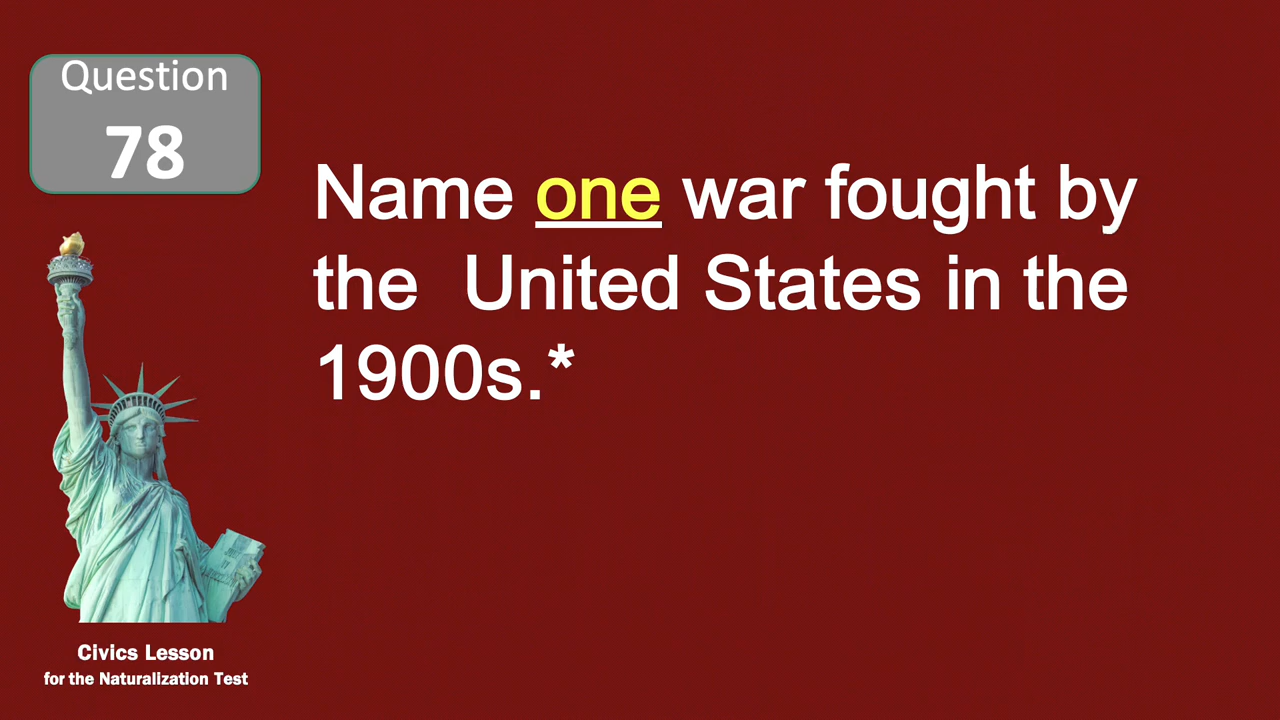 Question
78
Name one war fought by
the  United States in the
1900s.*
Civics Lesson
for the Naturalization Test